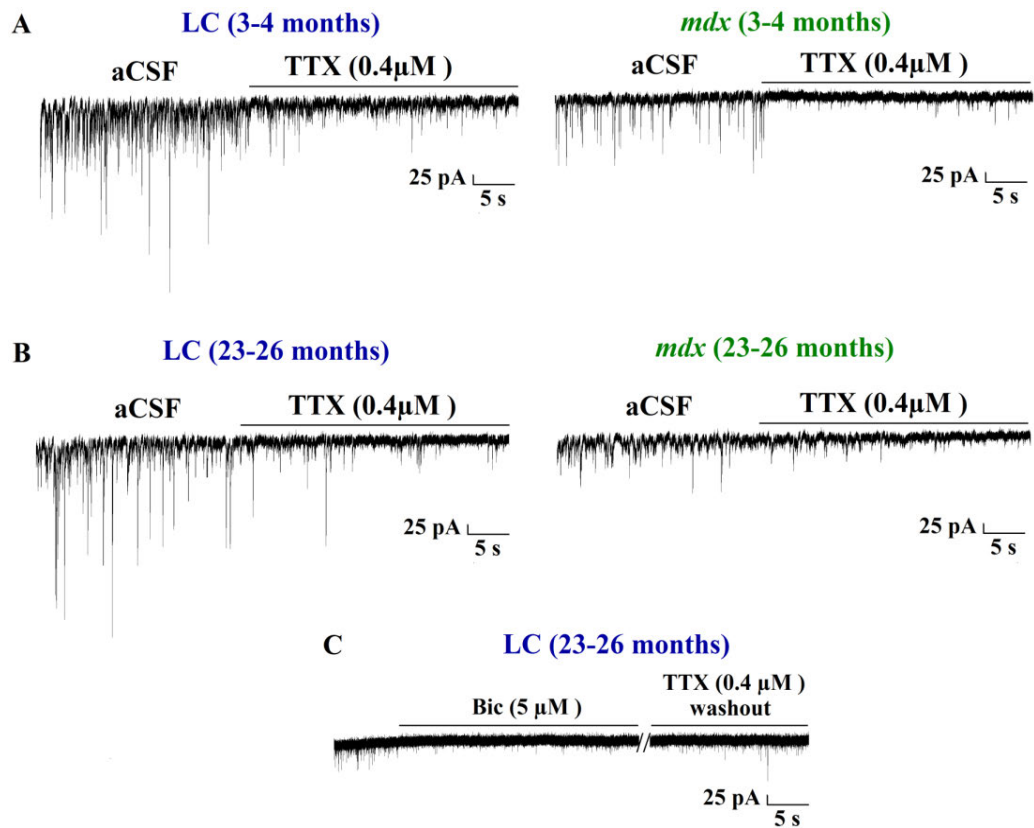 A
LC (3-4 months)
mdx (3-4 months)
aCSF
TTX (0.4μM )
aCSF
TTX (0.4μM )
25 pA
5 s
25 pA
5 s
B
LC (23-26 months)
mdx (23-26 months)
aCSF
TTX (0.4μM )
aCSF
TTX (0.4μM )
25 pA
5 s
25 pA
5 s
C
LC (23-26 months)
Bic (5 μM )
TTX (0.4 μM )
washout
25 pA
5 s